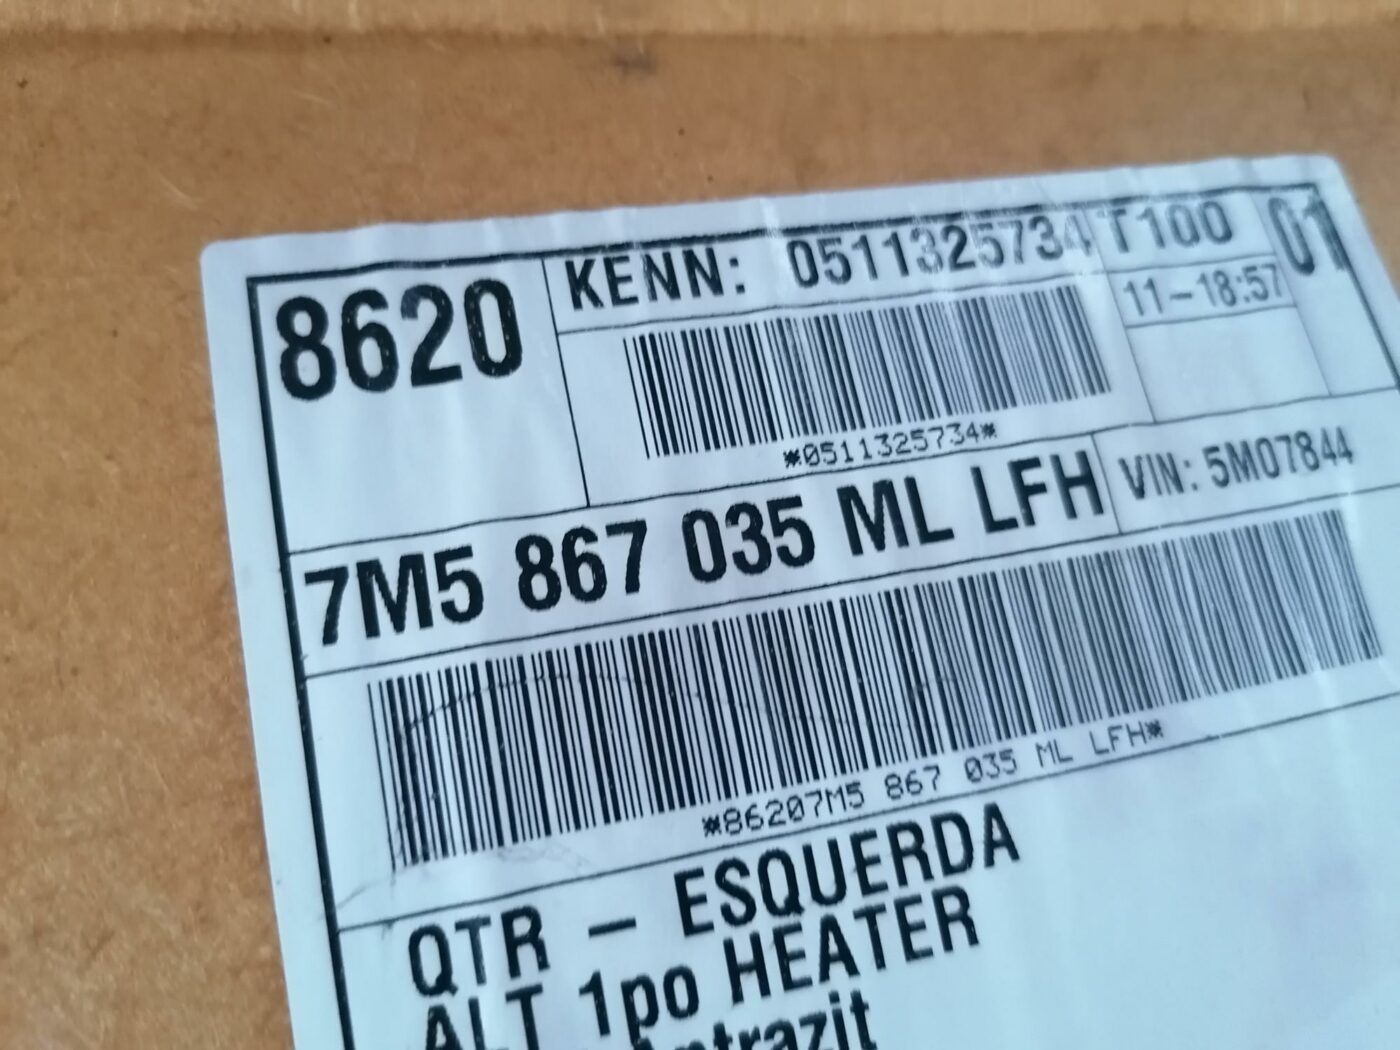 8620
KENN: 0511325734
T100
01
11-18:57
*0511325734*
7M5 867 035 ML LFH
VIN: 5M07844
*86207M5 867 035 ML LFH*
QTR - ESQUERDA
ALT 1po HEATER
Antrazit